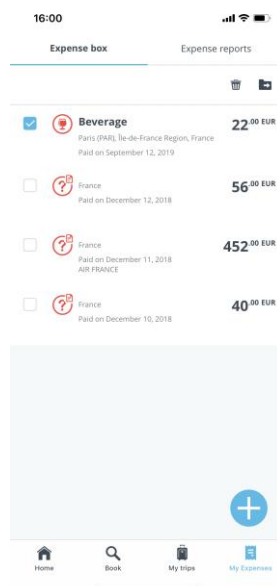 16:00
Expense box
Expense reports
Beverage
22.00 EUR
Paris (PAR), Île-de-France Region, France
Paid on September 12, 2019
France
56.00 EUR
Paid on December 12, 2018
France
452.00 EUR
Paid on December 11, 2018
AIR FRANCE
France
40.00 EUR
Paid on December 10, 2018
Home
Book
My trips
My Expenses